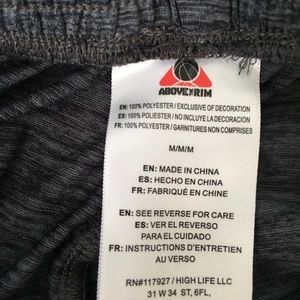 ABOVE THE RIM
EN: 100% POLYESTER / EXCLUSIVE OF DECORATION
ES: 100% POLYESTER / NO INCLUYE LA DECORACION
FR: 100% POLYESTER / GARNITURES NON COMPRISES
M/M/M
EN: MADE IN CHINA
ES: HECHO EN CHINA
FR: FABRIQUÉ EN CHINE
EN: SEE REVERSE FOR CARE
ES: VER EL REVERSO
PARA EL CUIDADO
FR: INSTRUCTIONS D'ENTRETIEN
AU VERSO
RN#117927 / HIGH LIFE LLC
31 W 34 ST, 6FL,